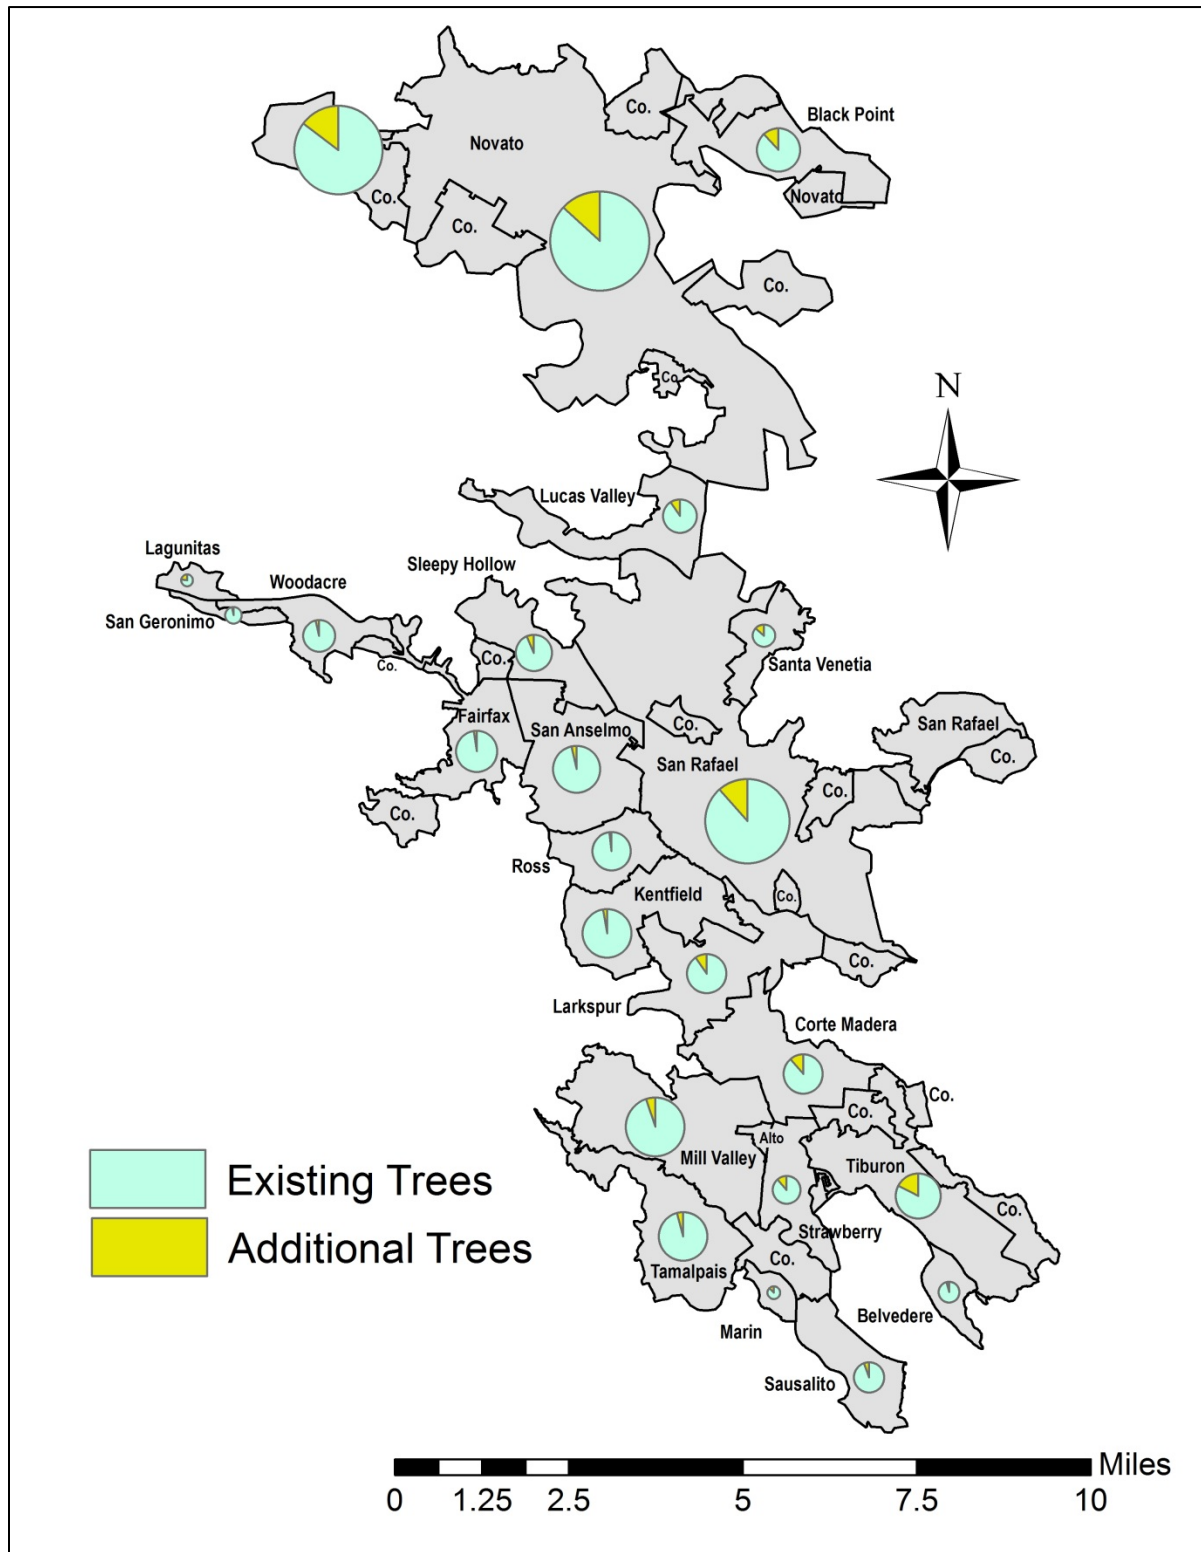 Co.
Black Point
Novato
Co.
Novato
Co.
Co.
Co
N
Lucas Valley
Lagunitas
Sleepy Hollow
Woodacre
San Geronimo
Co.
Co.
Santa Venetia
Fairfax
San Anselmo
Co.
San Rafael
San Rafael
Co.
Co.
Co.
Ross
Kentfield
Co.
Co.
Larkspur
Corte Madera
Co.
Co.
Alto
Mill Valley
Tiburon
Existing Trees
Co.
Strawberry
Additional Trees
Co.
Tamalpais
Belvedere
Marin
Sausalito
Miles
0 1.25 2.5 5 7.5 10